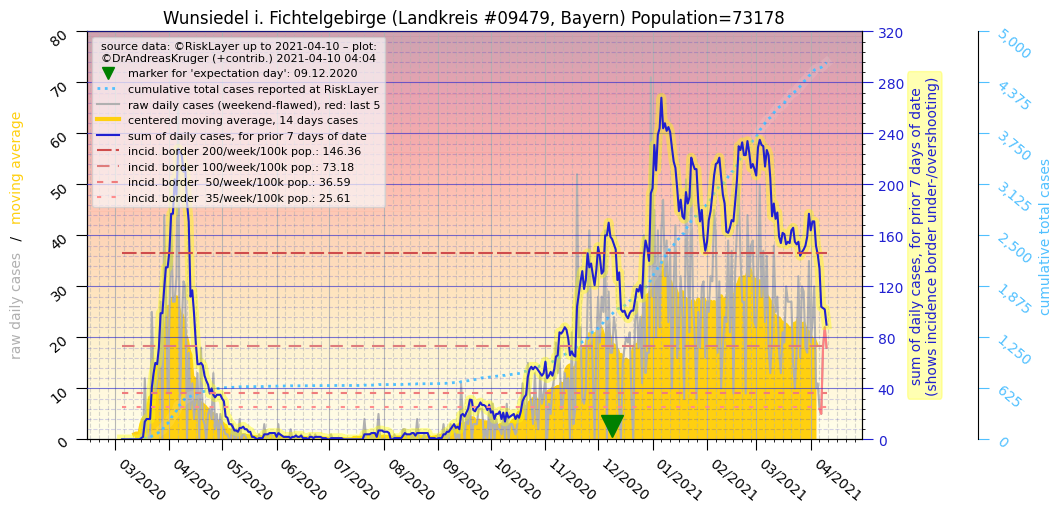 Wunsiedel i. Fichtelgebirge (Landkreis #09479, Bayern) Population=73178
source data: ©RiskLayer up to 2021-04-10 – plot:
©DrAndreasKruger (+contrib.) 2021-04-10 04:04
marker for 'expectation day': 09.12.2020
cumulative total cases reported at RiskLayer
raw daily cases (weekend-flawed), red: last 5
centered moving average, 14 days cases
sum of daily cases, for prior 7 days of date
incid. border 200/week/100k pop.: 146.36
incid. border 100/week/100k pop.: 73.18
incid. border  50/week/100k pop.: 36.59
incid. border  35/week/100k pop.: 25.61
raw daily cases  /  moving average
80
70
60
50
40
30
20
10
0
03/2020
04/2020
05/2020
06/2020
07/2020
08/2020
09/2020
10/2020
11/2020
12/2020
01/2021
02/2021
03/2021
04/2021
320
280
240
200
160
120
80
40
0
sum of daily cases, for prior 7 days of date
(shows incidence border under-/overshooting)
5,000
4,375
3,750
3,125
2,500
1,875
1,250
625
0
cumulative total cases